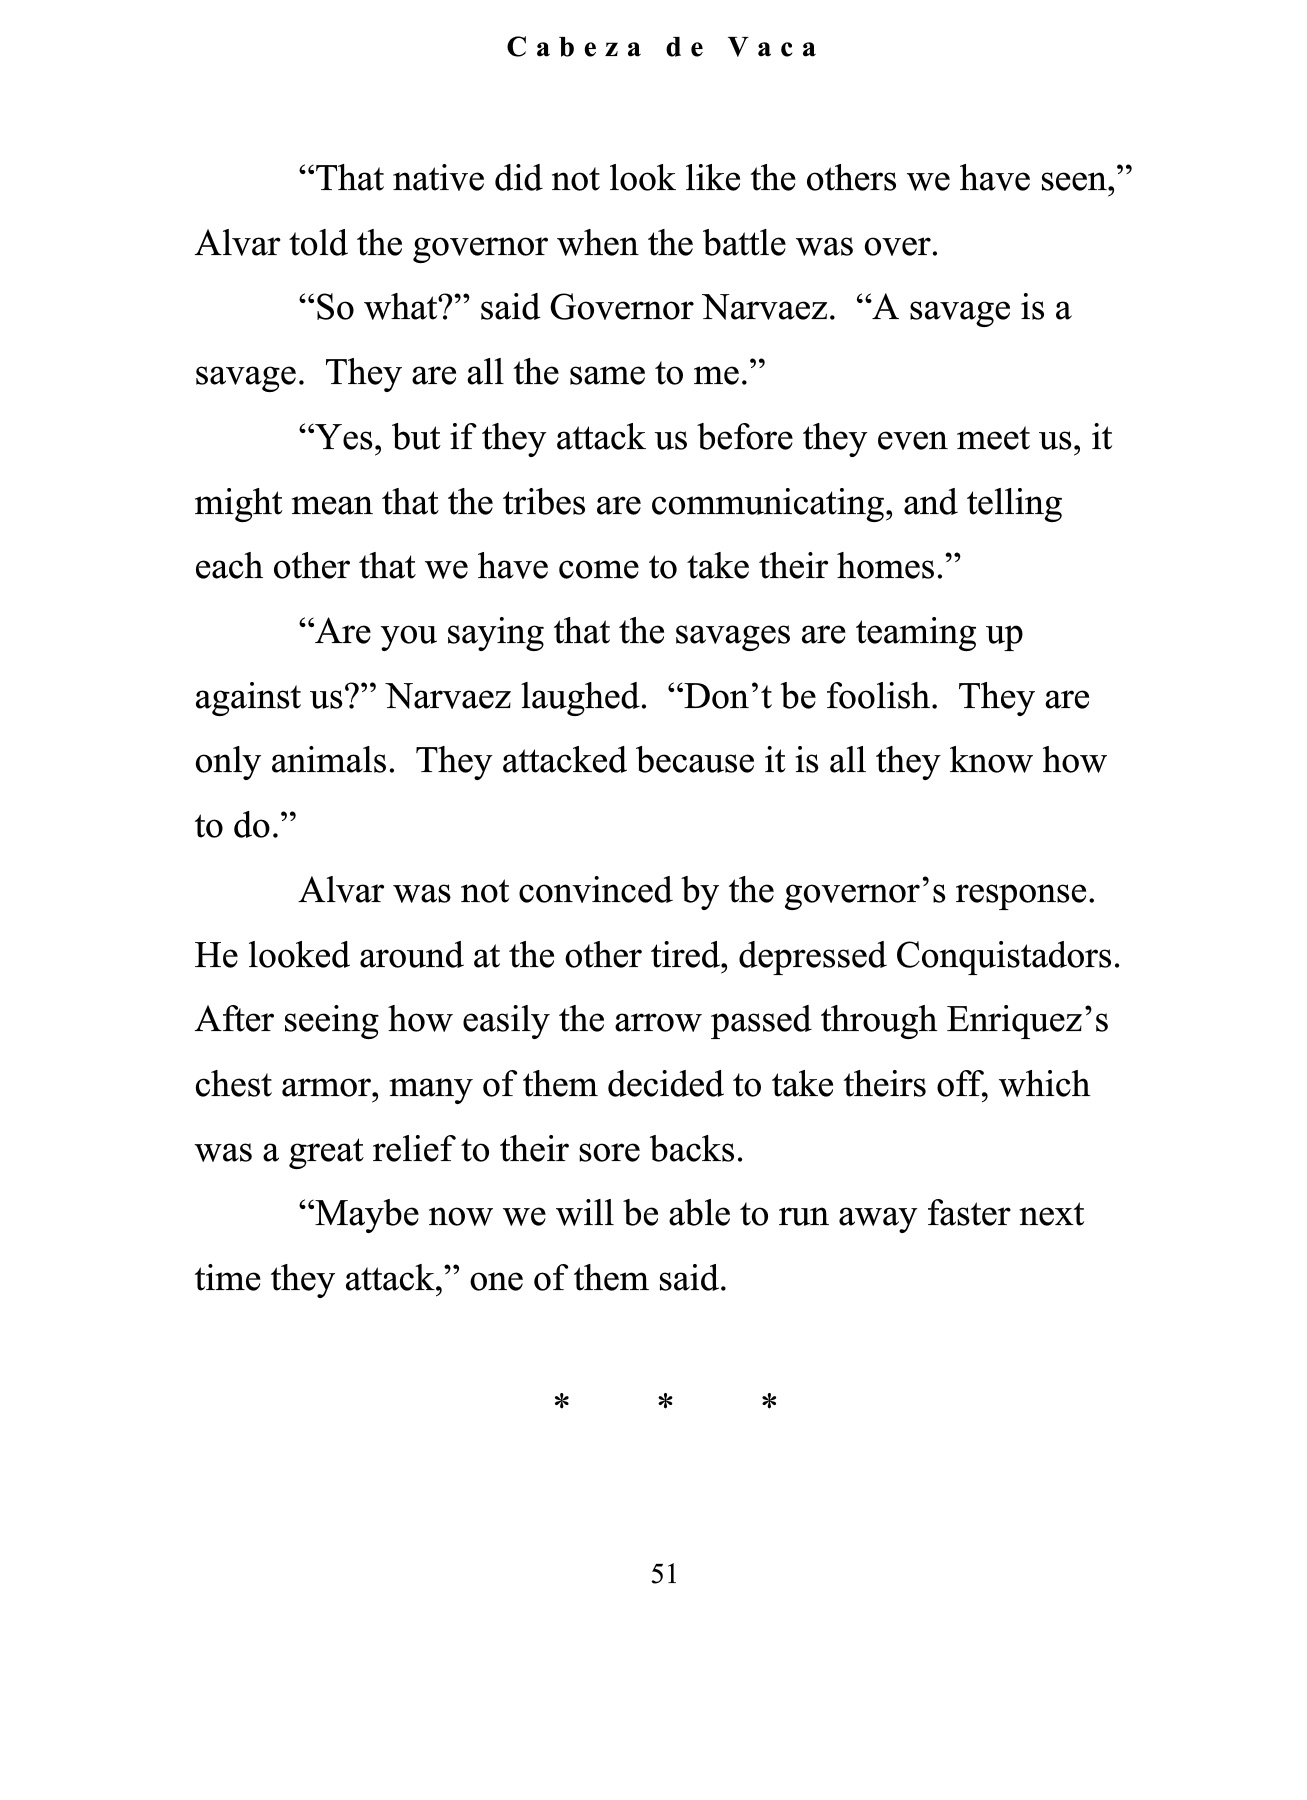 Cabeza de Vaca
“That native did not look like the others we have seen,”
Alvar told the governor when the battle was over.
“So what?” said Governor Narvaez.  “A savage is a
savage.  They are all the same to me.”
“Yes, but if they attack us before they even meet us, it
might mean that the tribes are communicating, and telling
each other that we have come to take their homes.”
“Are you saying that the savages are teaming up
against us?” Narvaez laughed.  “Don’t be foolish.  They are
only animals.  They attacked because it is all they know how
to do.”
Alvar was not convinced by the governor’s response.
He looked around at the other tired, depressed Conquistadors.
After seeing how easily the arrow passed through Enriquez’s
chest armor, many of them decided to take theirs off, which
was a great relief to their sore backs.
“Maybe now we will be able to run away faster next
time they attack,” one of them said.
* * *
51